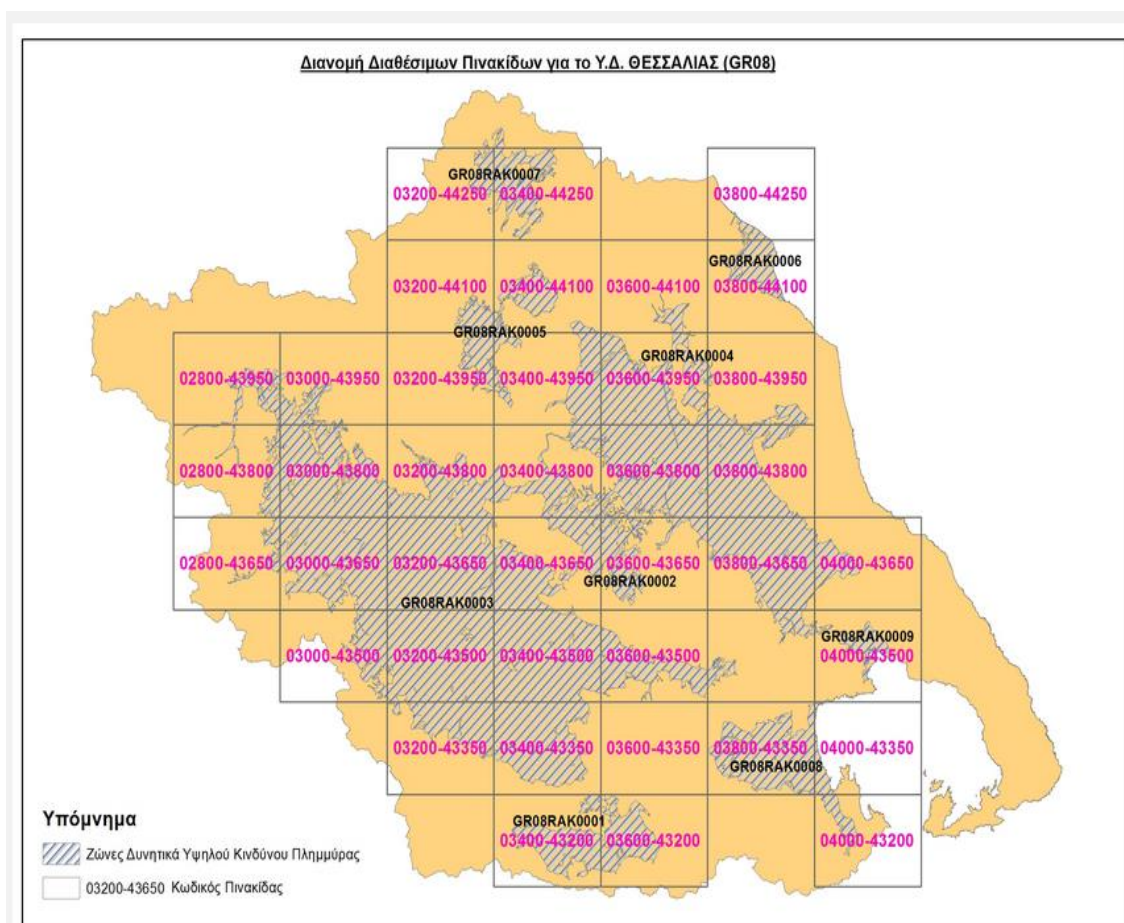 Διανομή Διαθέσιμων Πινακίδων για το Υ.Δ. ΘΕΣΣΑΛΙΑΣ (GR08)
GR08RAK0007
03200-44250 03400-44250 03800-44250
GR08RAK0006
03200-44100 03400-44100 03600-44100 03800-44100
GR08RAK0005
GR08RAK0004
02800-43950 03000-43950 03200-43950 03400-43950 03600-43950 03800-43950
02800-43800 03000-43800 03200-43800 03400-43800 03600-43800 03800-43800
02800-43650 03000-43650 03200-43650 03400-43650 03600-43650 03800-43650 04000-43650
GR08RAK0002
GR08RAK0003
GR08RAK0009
03000-43500 03200-43500 03400-43500 03600-43500 04000-43500
03200-43350 03400-43350 03600-43350 03800-43350 04000-43350
GR08RAK0008
GR08RAK0001
03400-43200 03600-43200 04000-43200
Υπόμνημα
Ζώνες Δυνητικά Υψηλού Κινδύνου Πλημμύρας
03200-43650 Κωδικός Πινακίδας